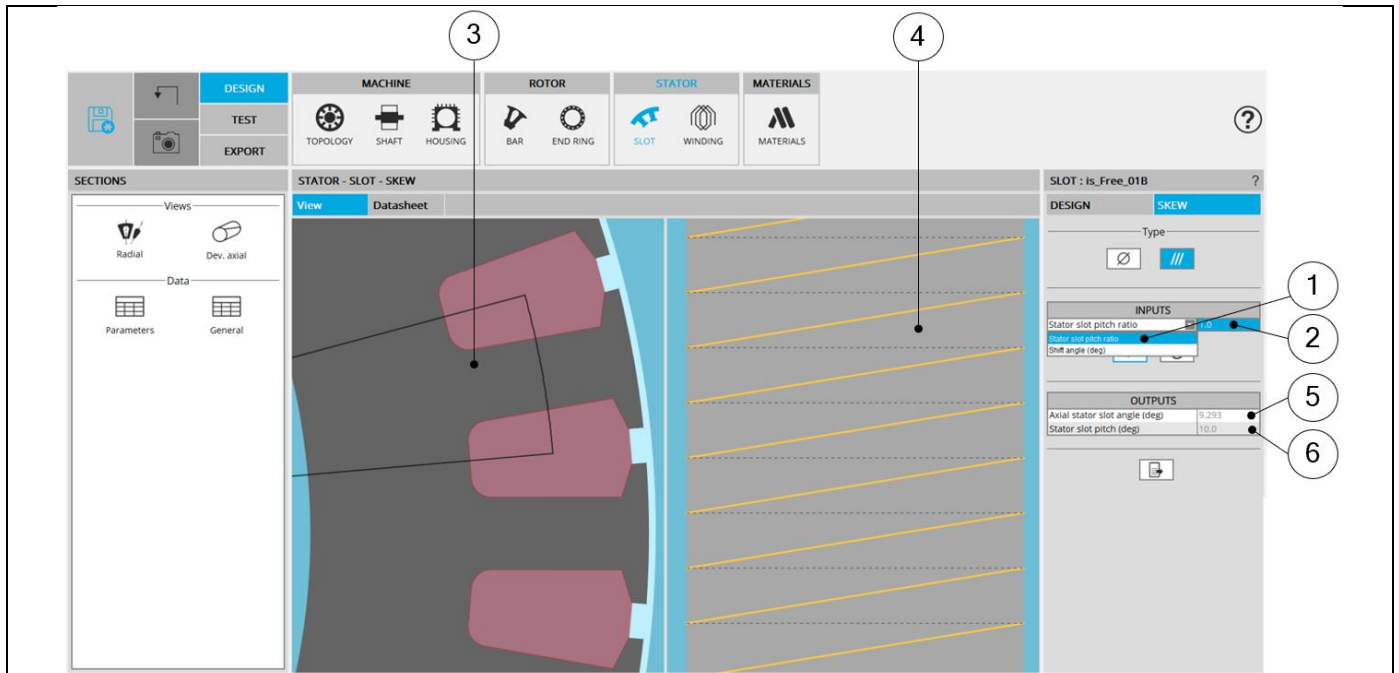 3
4
DESIGN
TEST
EXPORT
MACHINE
TOPOLOGY SHAFT HOUSING
ROTOR
BAR END RING
STATOR
SLOT WINDING
MATERIALS
MATERIALS
?
SECTIONS
Views
Radial Dev. axial
Data
Parameters General
STATOR - SLOT - SKEW
View Datasheet
SLOT : is_Free_01B ?
DESIGN SKEW
Type
INPUTS
Stator slot pitch ratio 1.0
Stator slot pitch ratio
Shift angle (deg)
OUTPUTS
Axial stator slot angle (deg) 9.293
Stator slot pitch (deg) 10.0
1
2
5
6